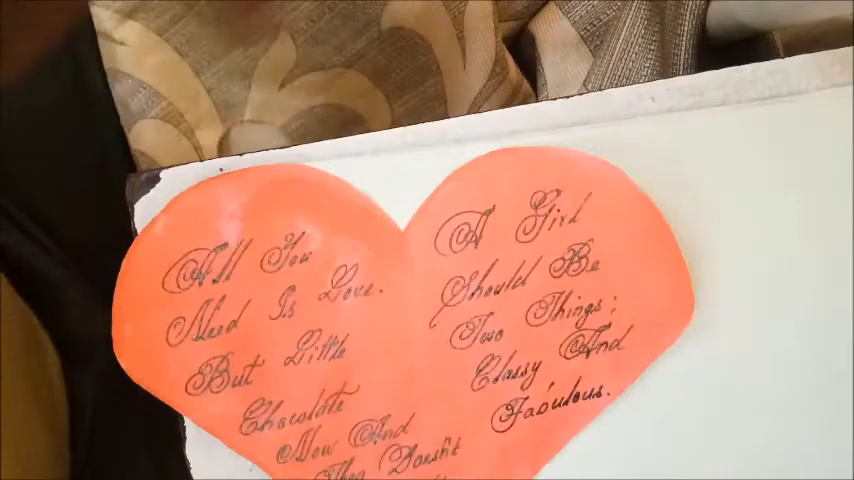 All You
Need Is Love.
But Little
Chocolate
Now And
Then Doesn't
A Girl
Should Be
Two Things;
Classy And
Faoulous.